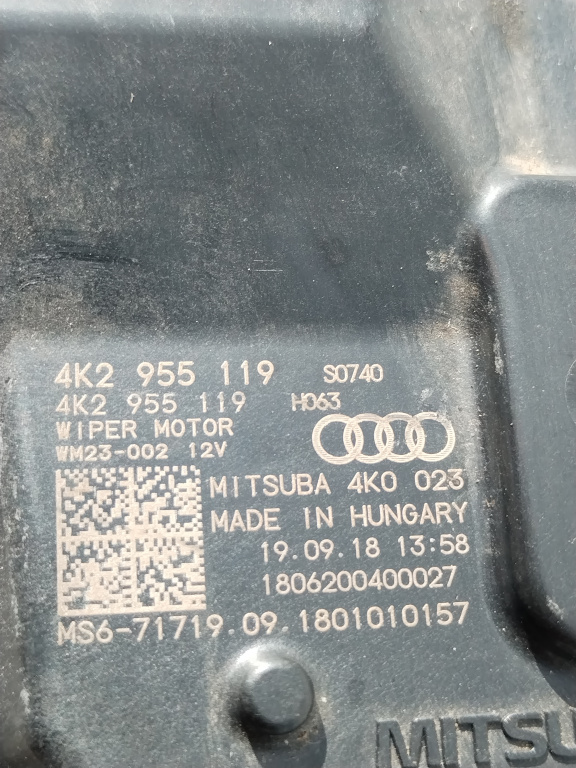 4K2 955 119 S0740
4K2 955 119 H063
WIPER MOTOR
WM23-002 12V
MITSUBA 4K0 023
MADE IN HUNGARY
19.09.18 13:58
1806200400027
MS6-71719.09.1801010157
MITSU